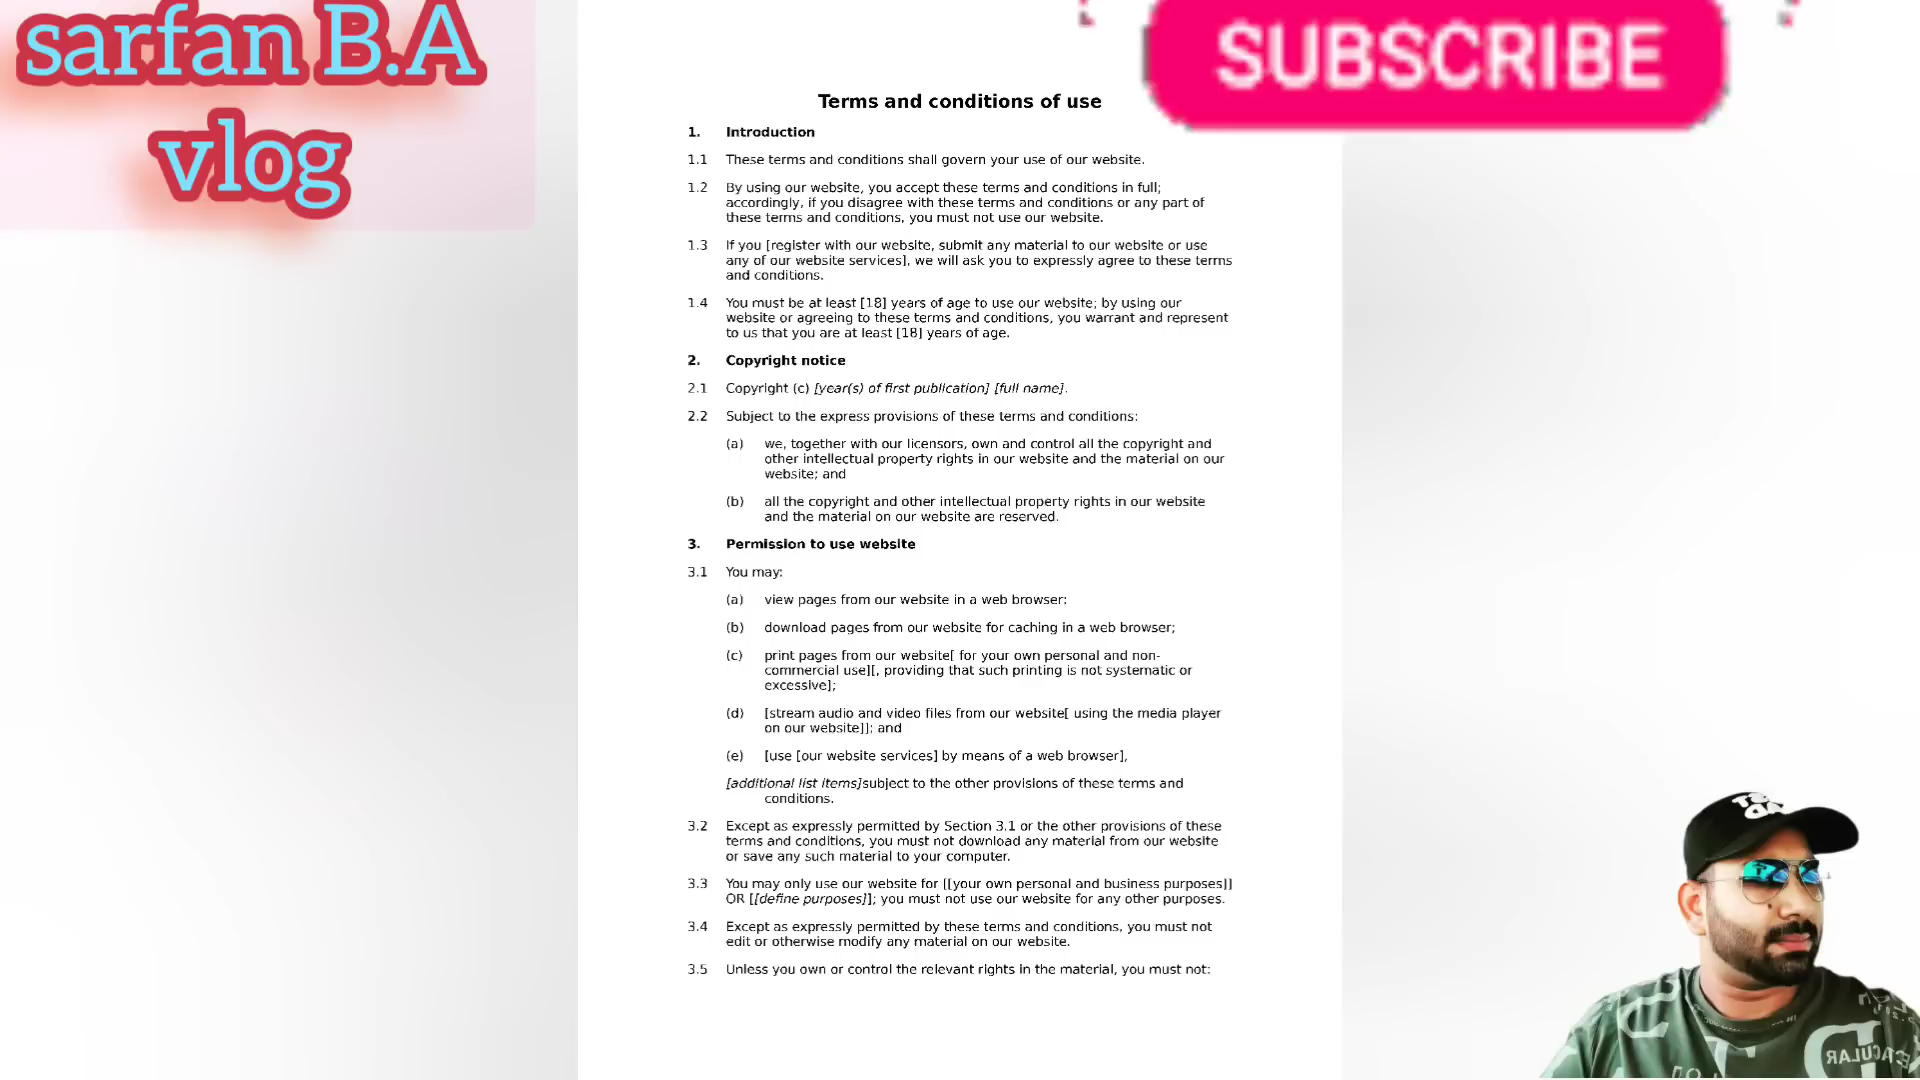 sarfan B.A
vlog
SUBSCRIBE
Terms and conditions of use
1. Introduction
1.1 These terms and conditions shall govern your use of our website.
1.2 By using our website, you accept these terms and conditions in full;
accordingly, if you disagree with these terms and conditions or any part of
these terms and conditions, you must not use our website.
1.3 If you [register with our website, submit any material to our website or use
any of our website services], we will ask you to expressly agree to these terms
and conditions.
1.4 You must be at least [18] years of age to use our website; by using our
website or agreeing to these terms and conditions, you warrant and represent
to us that you are at least [18] years of age.
2. Copyright notice
2.1 Copyright (c) [year(s) of first publication] [full name].
2.2 Subject to the express provisions of these terms and conditions:
(a) we, together with our licensors, own and control all the copyright and
other intellectual property rights in our website and the material on our
website; and
(b) all the copyright and other intellectual property rights in our website
and the material on our website are reserved.
3. Permission to use website
3.1 You may:
(a) view pages from our website in a web browser;
(b) download pages from our website for caching in a web browser;
(c) print pages from our website[ for your own personal and non-
commercial use][, providing that such printing is not systematic or
excessive];
(d) [stream audio and video files from our website[ using the media player
on our website]]; and
(e) [use [our website services] by means of a web browser],
[additional list items]subject to the other provisions of these terms and
conditions.
3.2 Except as expressly permitted by Section 3.1 or the other provisions of these
terms and conditions, you must not download any material from our website
or save any such material to your computer.
3.3 You may only use our website for [[your own personal and business purposes]]
OR [[define purposes]]; you must not use our website for any other purposes.
3.4 Except as expressly permitted by these terms and conditions, you must not
edit or otherwise modify any material on our website.
3.5 Unless you own or control the relevant rights in the material, you must not: